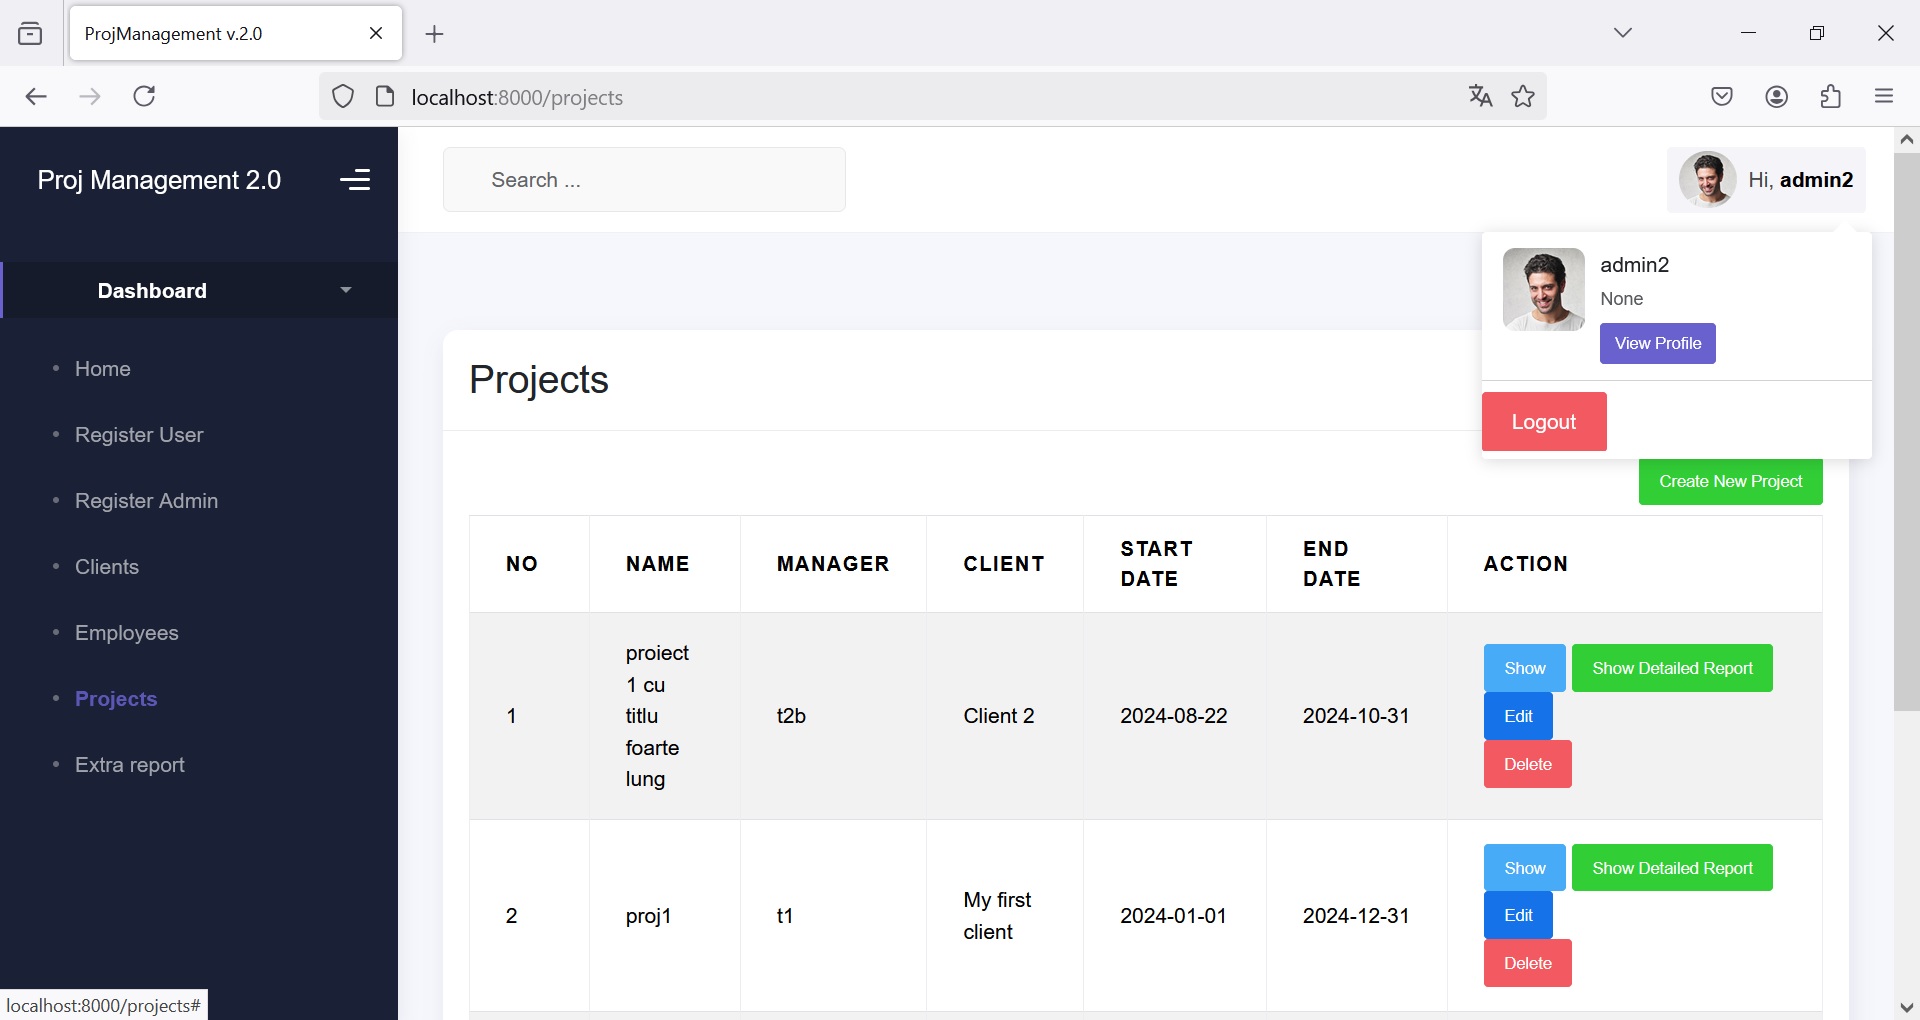 ProjManagement v.2.0
localhost:8000/projects
Proj Management 2.0
Search ...
Hi, admin2
admin2
None
View Profile
Logout
Dashboard
Home
Register User
Register Admin
Clients
Employees
Projects
Extra report
Projects
Create New Project
NO NAME MANAGER CLIENT START DATE END DATE ACTION
1
proiect
1 cu
titlu
foarte
lung
t2b
Client 2
2024-08-22
2024-10-31
Show Show Detailed Report
Edit
Delete
2
proj1
t1
My first
client
2024-01-01
2024-12-31
Show Show Detailed Report
Edit
Delete
localhost:8000/projects#